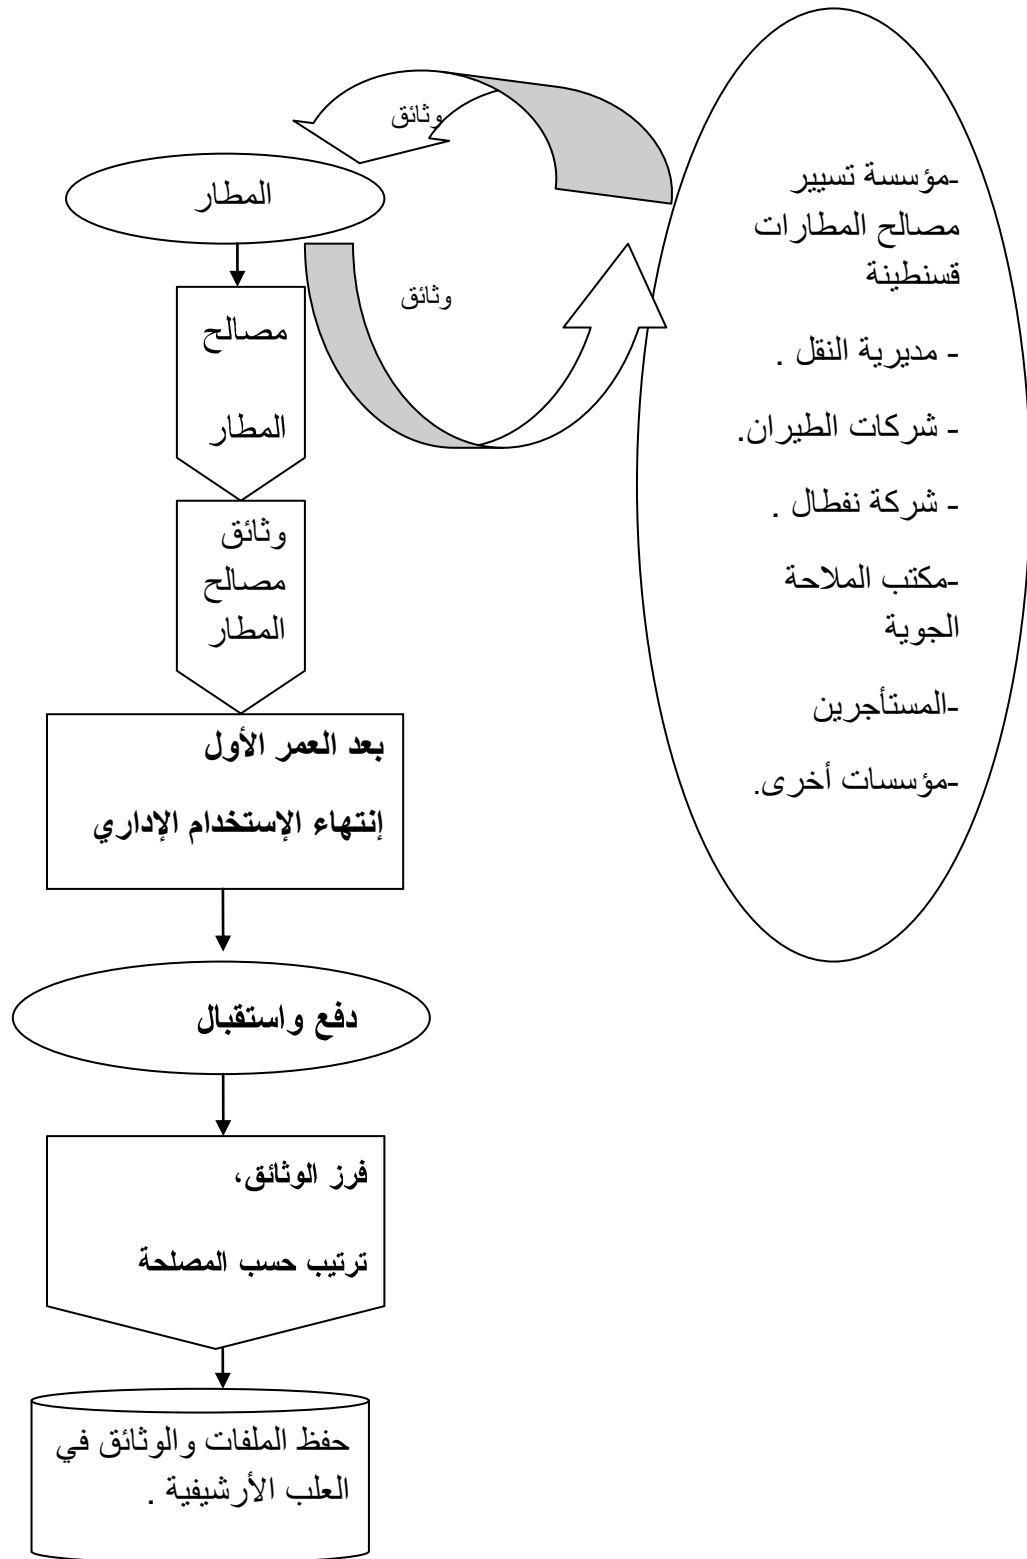 وثائق
المطار
وثائق
مصالح
المطار
وثائق
مصالح
المطار
بعد العمر الأول
إنتهاء الإستخدام الإداري
دفع واستقبال
فرز الوثائق،
ترتيب حسب المصلحة
حفظ الملفات والوثائق في
العلب الأرشيفية .
-مؤسسة تسيير
مصالح المطارات
قسنطينة
- مديرية النقل .
- شركات الطيران.
- شركة نفطال .
-مكتب الملاحة
الجوية
-المستأجرين
-مؤسسات أخرى.